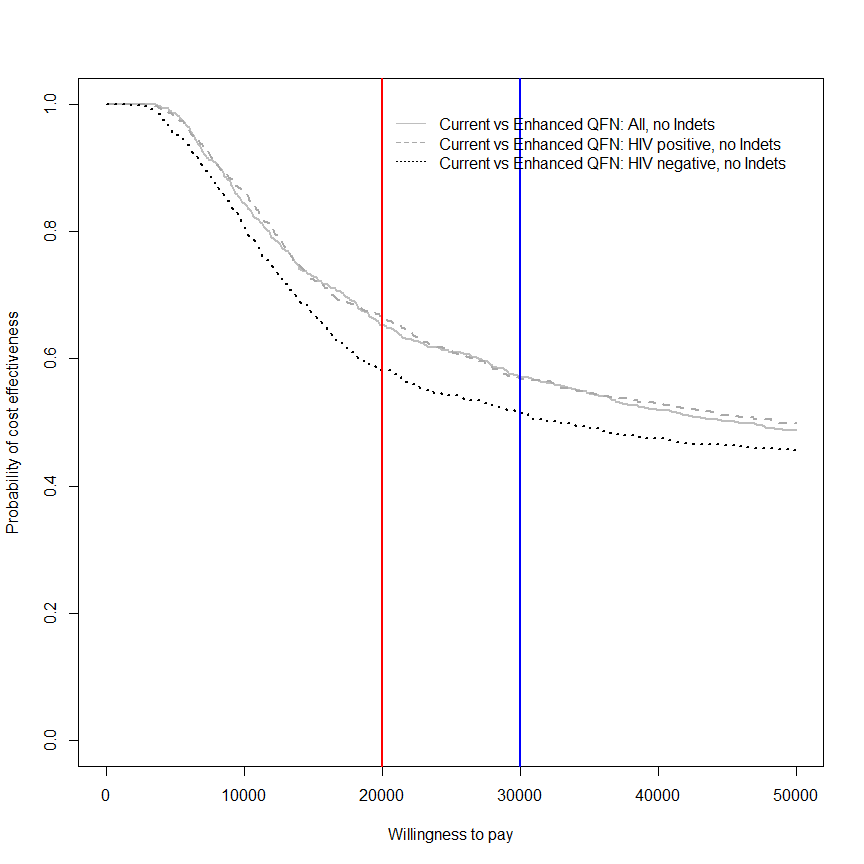 Current vs Enhanced QFN: All, no Indets
Current vs Enhanced QFN: HIV positive, no Indets
Current vs Enhanced QFN: HIV negative, no Indets
1.0
0.8
0.6
0.4
0.2
0.0
Probability of cost effectiveness
0 10000 20000 30000 40000 50000
Willingness to pay